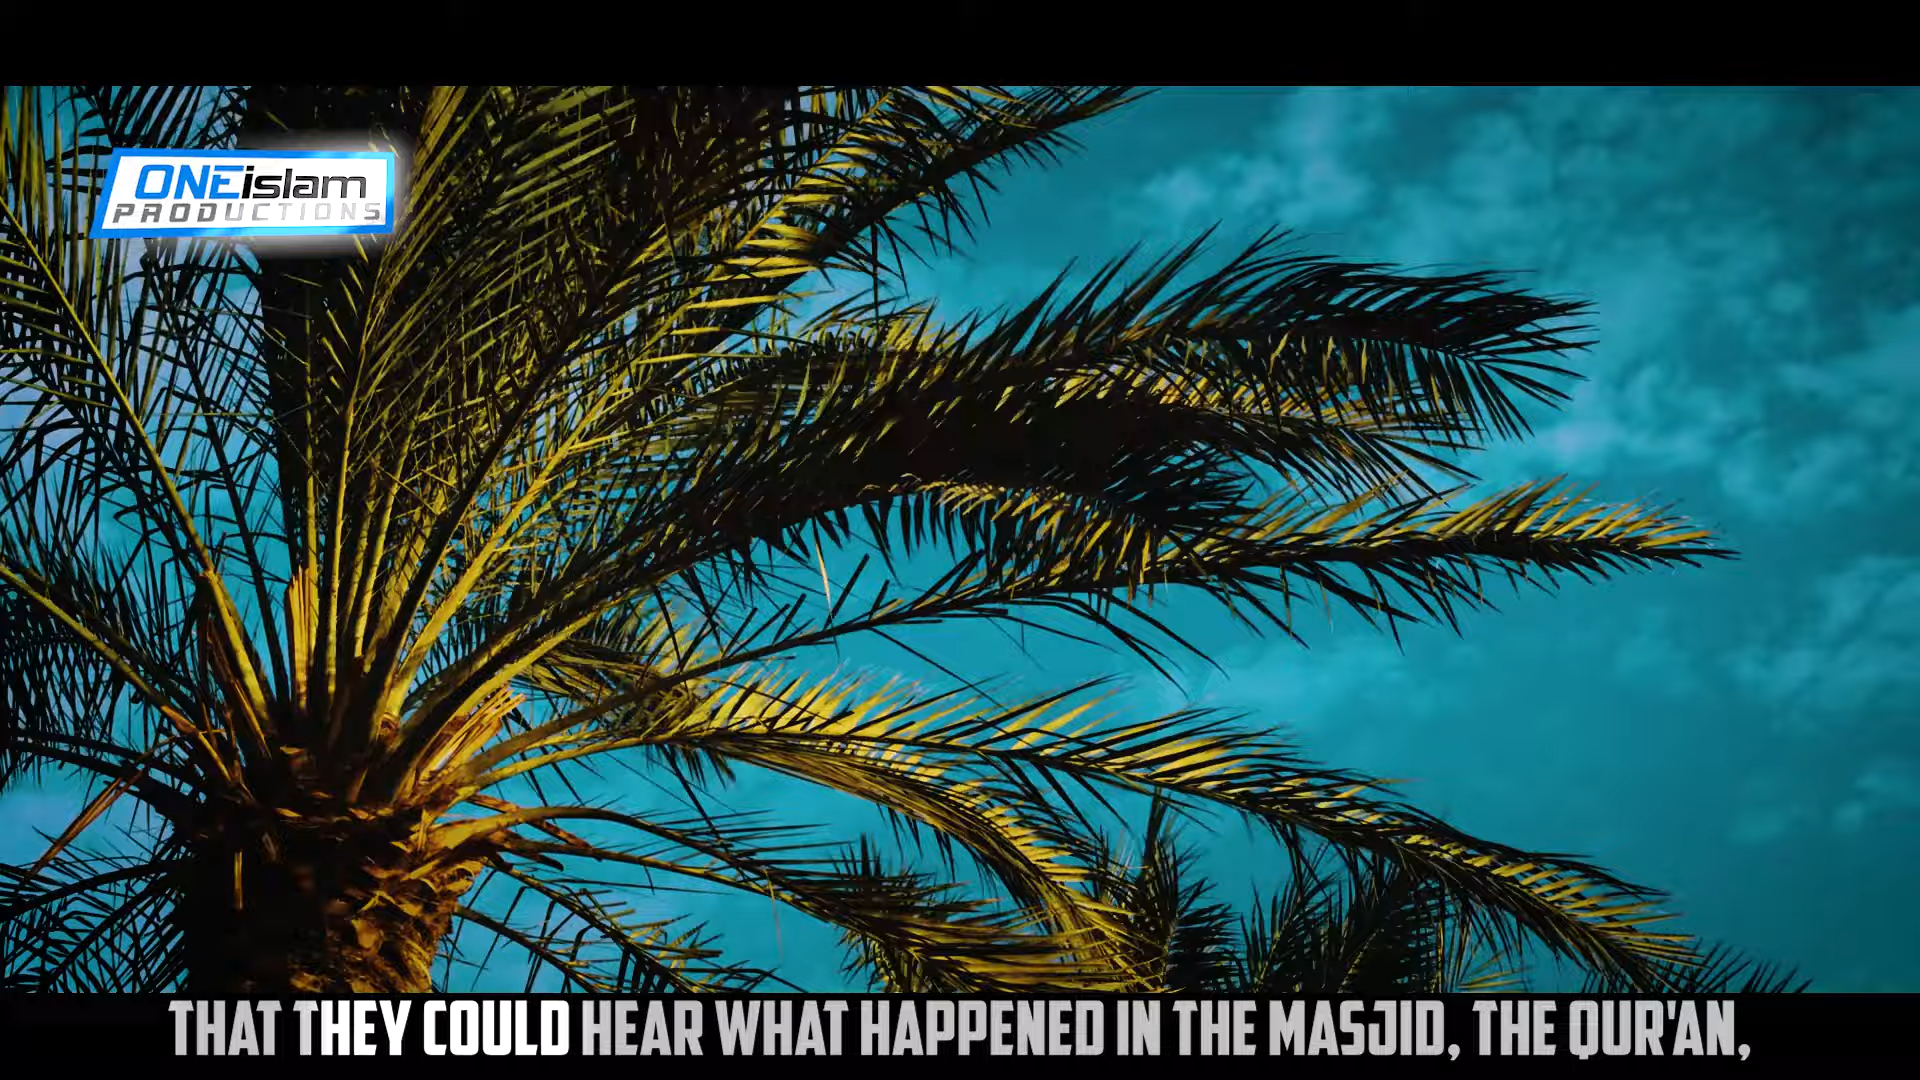 ONEislam
PRODUCTIONS
THAT THEY COULD HEAR WHAT HAPPENED IN THE MASJID, THE QUR'AN,